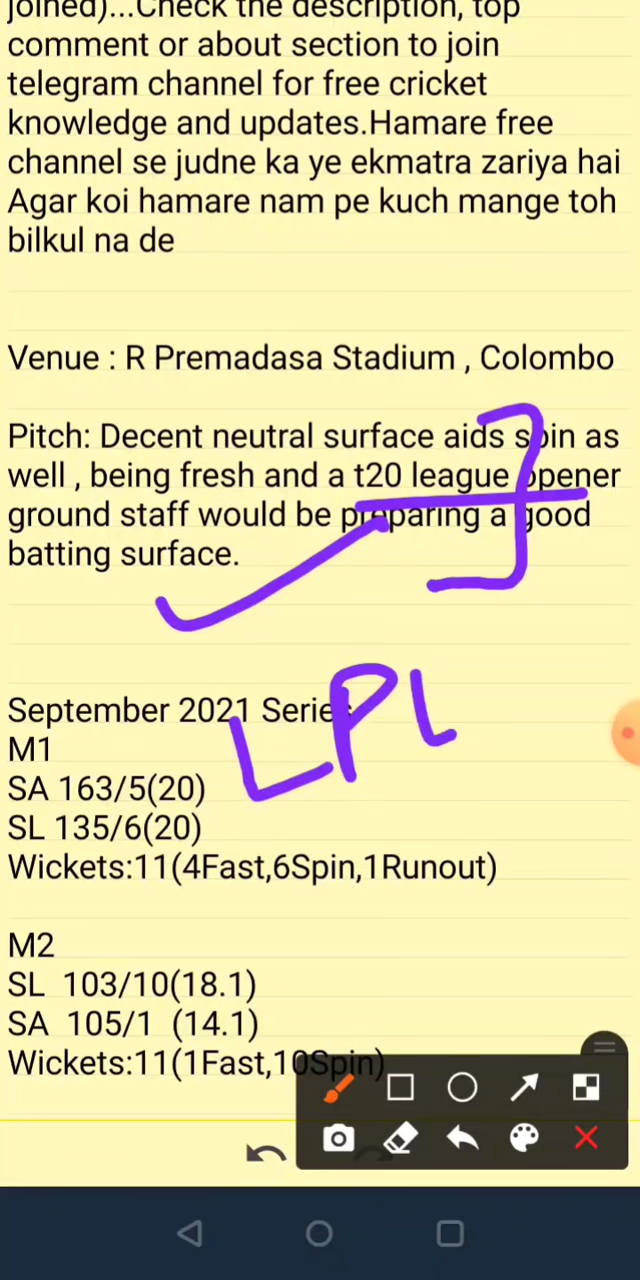 joined)...Check the description, top
comment or about section to join
telegram channel for free cricket
knowledge and updates.Hamare free
channel se judne ka ye ekmatra zariya hai
Agar koi hamare nam pe kuch mange toh
bilkul na de
Venue : R Premadasa Stadium , Colombo
Pitch: Decent neutral surface aids spin as
well , being fresh and a t20 league opener
ground staff would be preparing a good
batting surface.
September 2021 Series
LPL
M1
SA 163/5(20)
SL 135/6(20)
Wickets:11(4Fast,6Spin,1Runout)
M2
SL 103/10(18.1)
SA 105/1 (14.1)
Wickets:11(1Fast,10Spin)